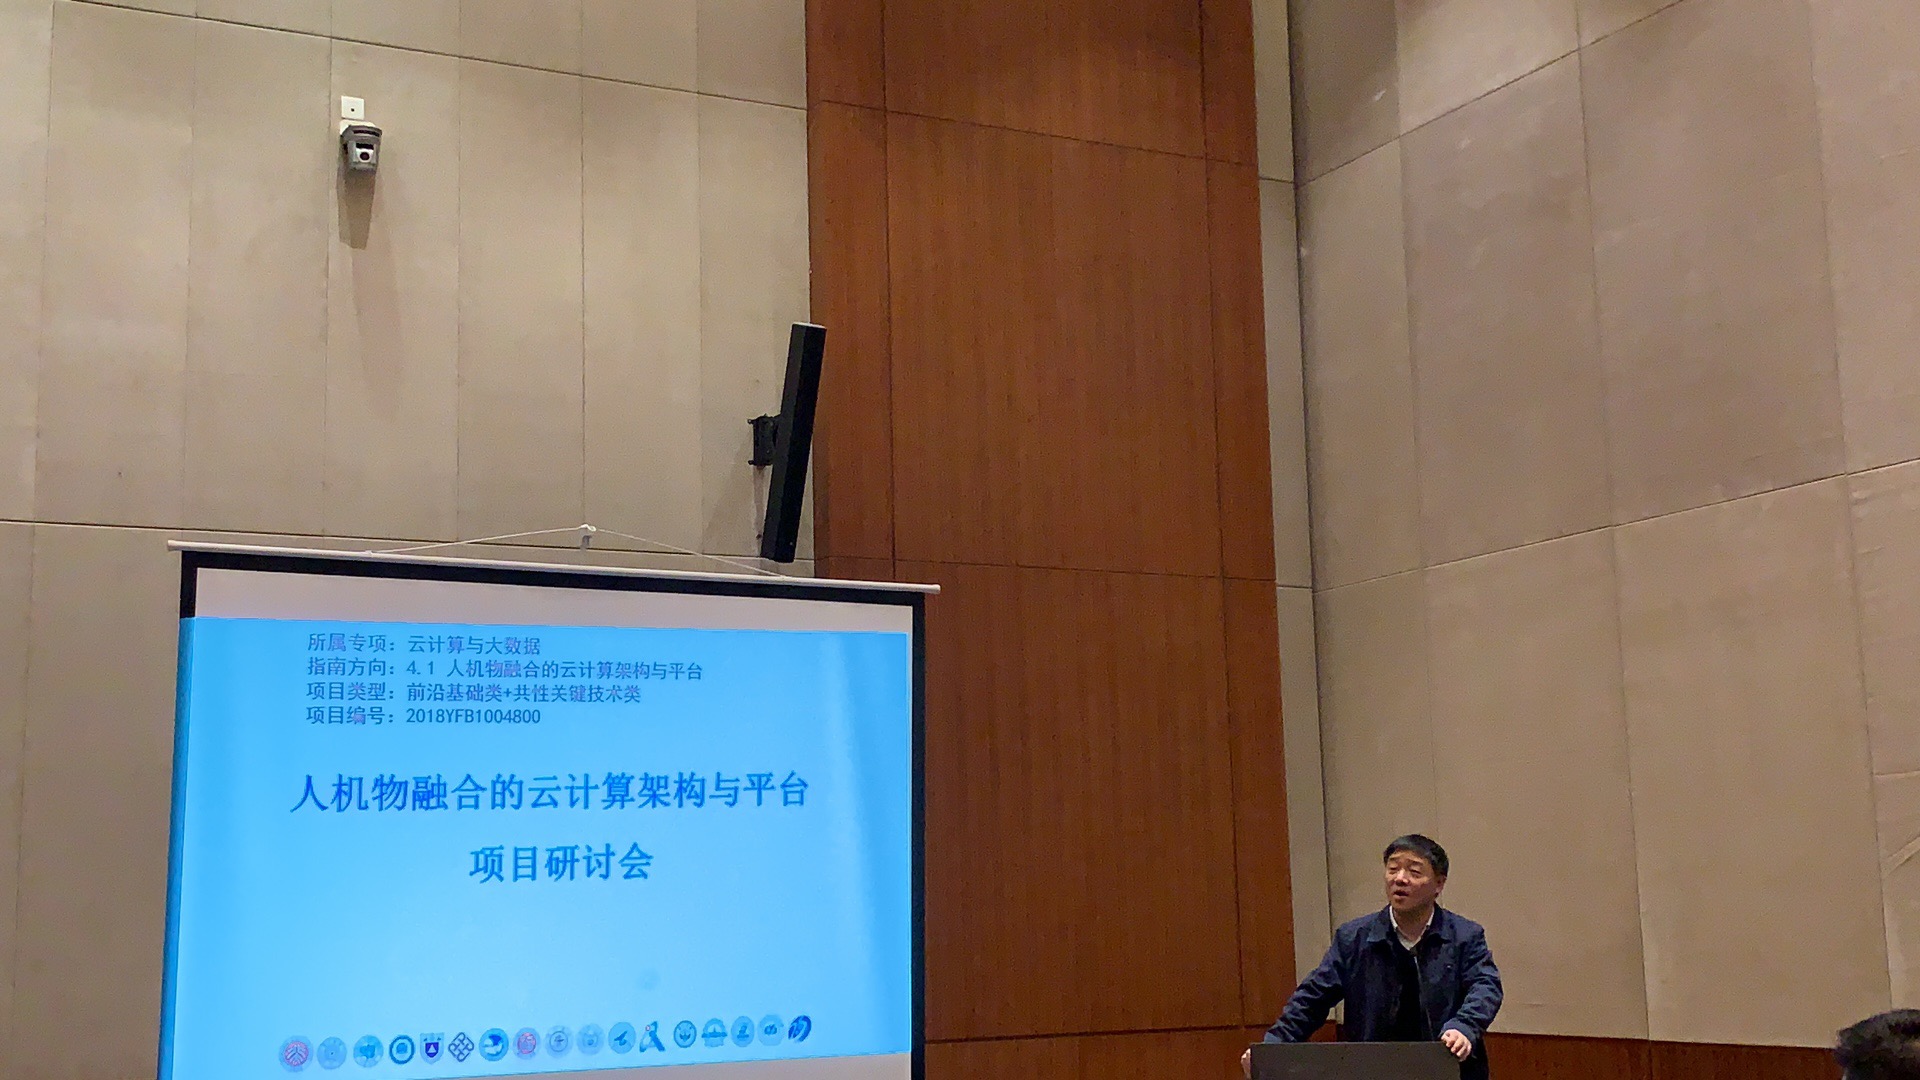 所属专项：云计算与大数据
指南方向：4.1 人机物融合的云计算架构与平台
项目类型：前沿基础类+共性关键技术类
项目编号：2018YFB1004800
人机物融合的云计算架构与平台
项目研讨会